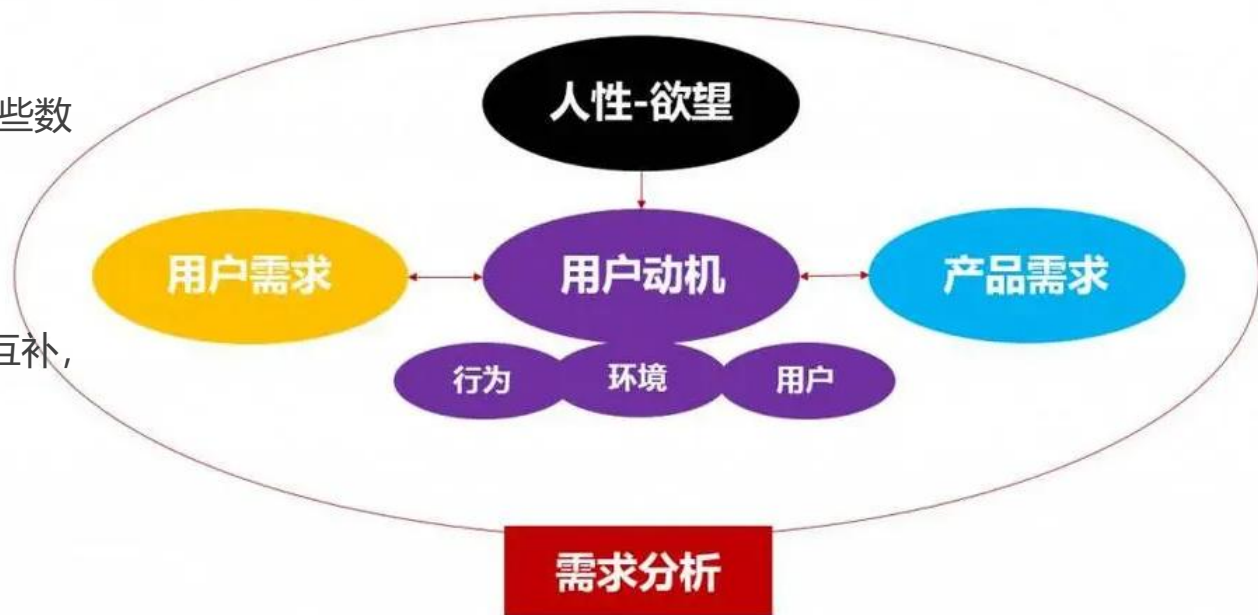 人性-欲望
些数
用户需求
用户动机
产品需求
互补，
行为
环境
用户
需求分析